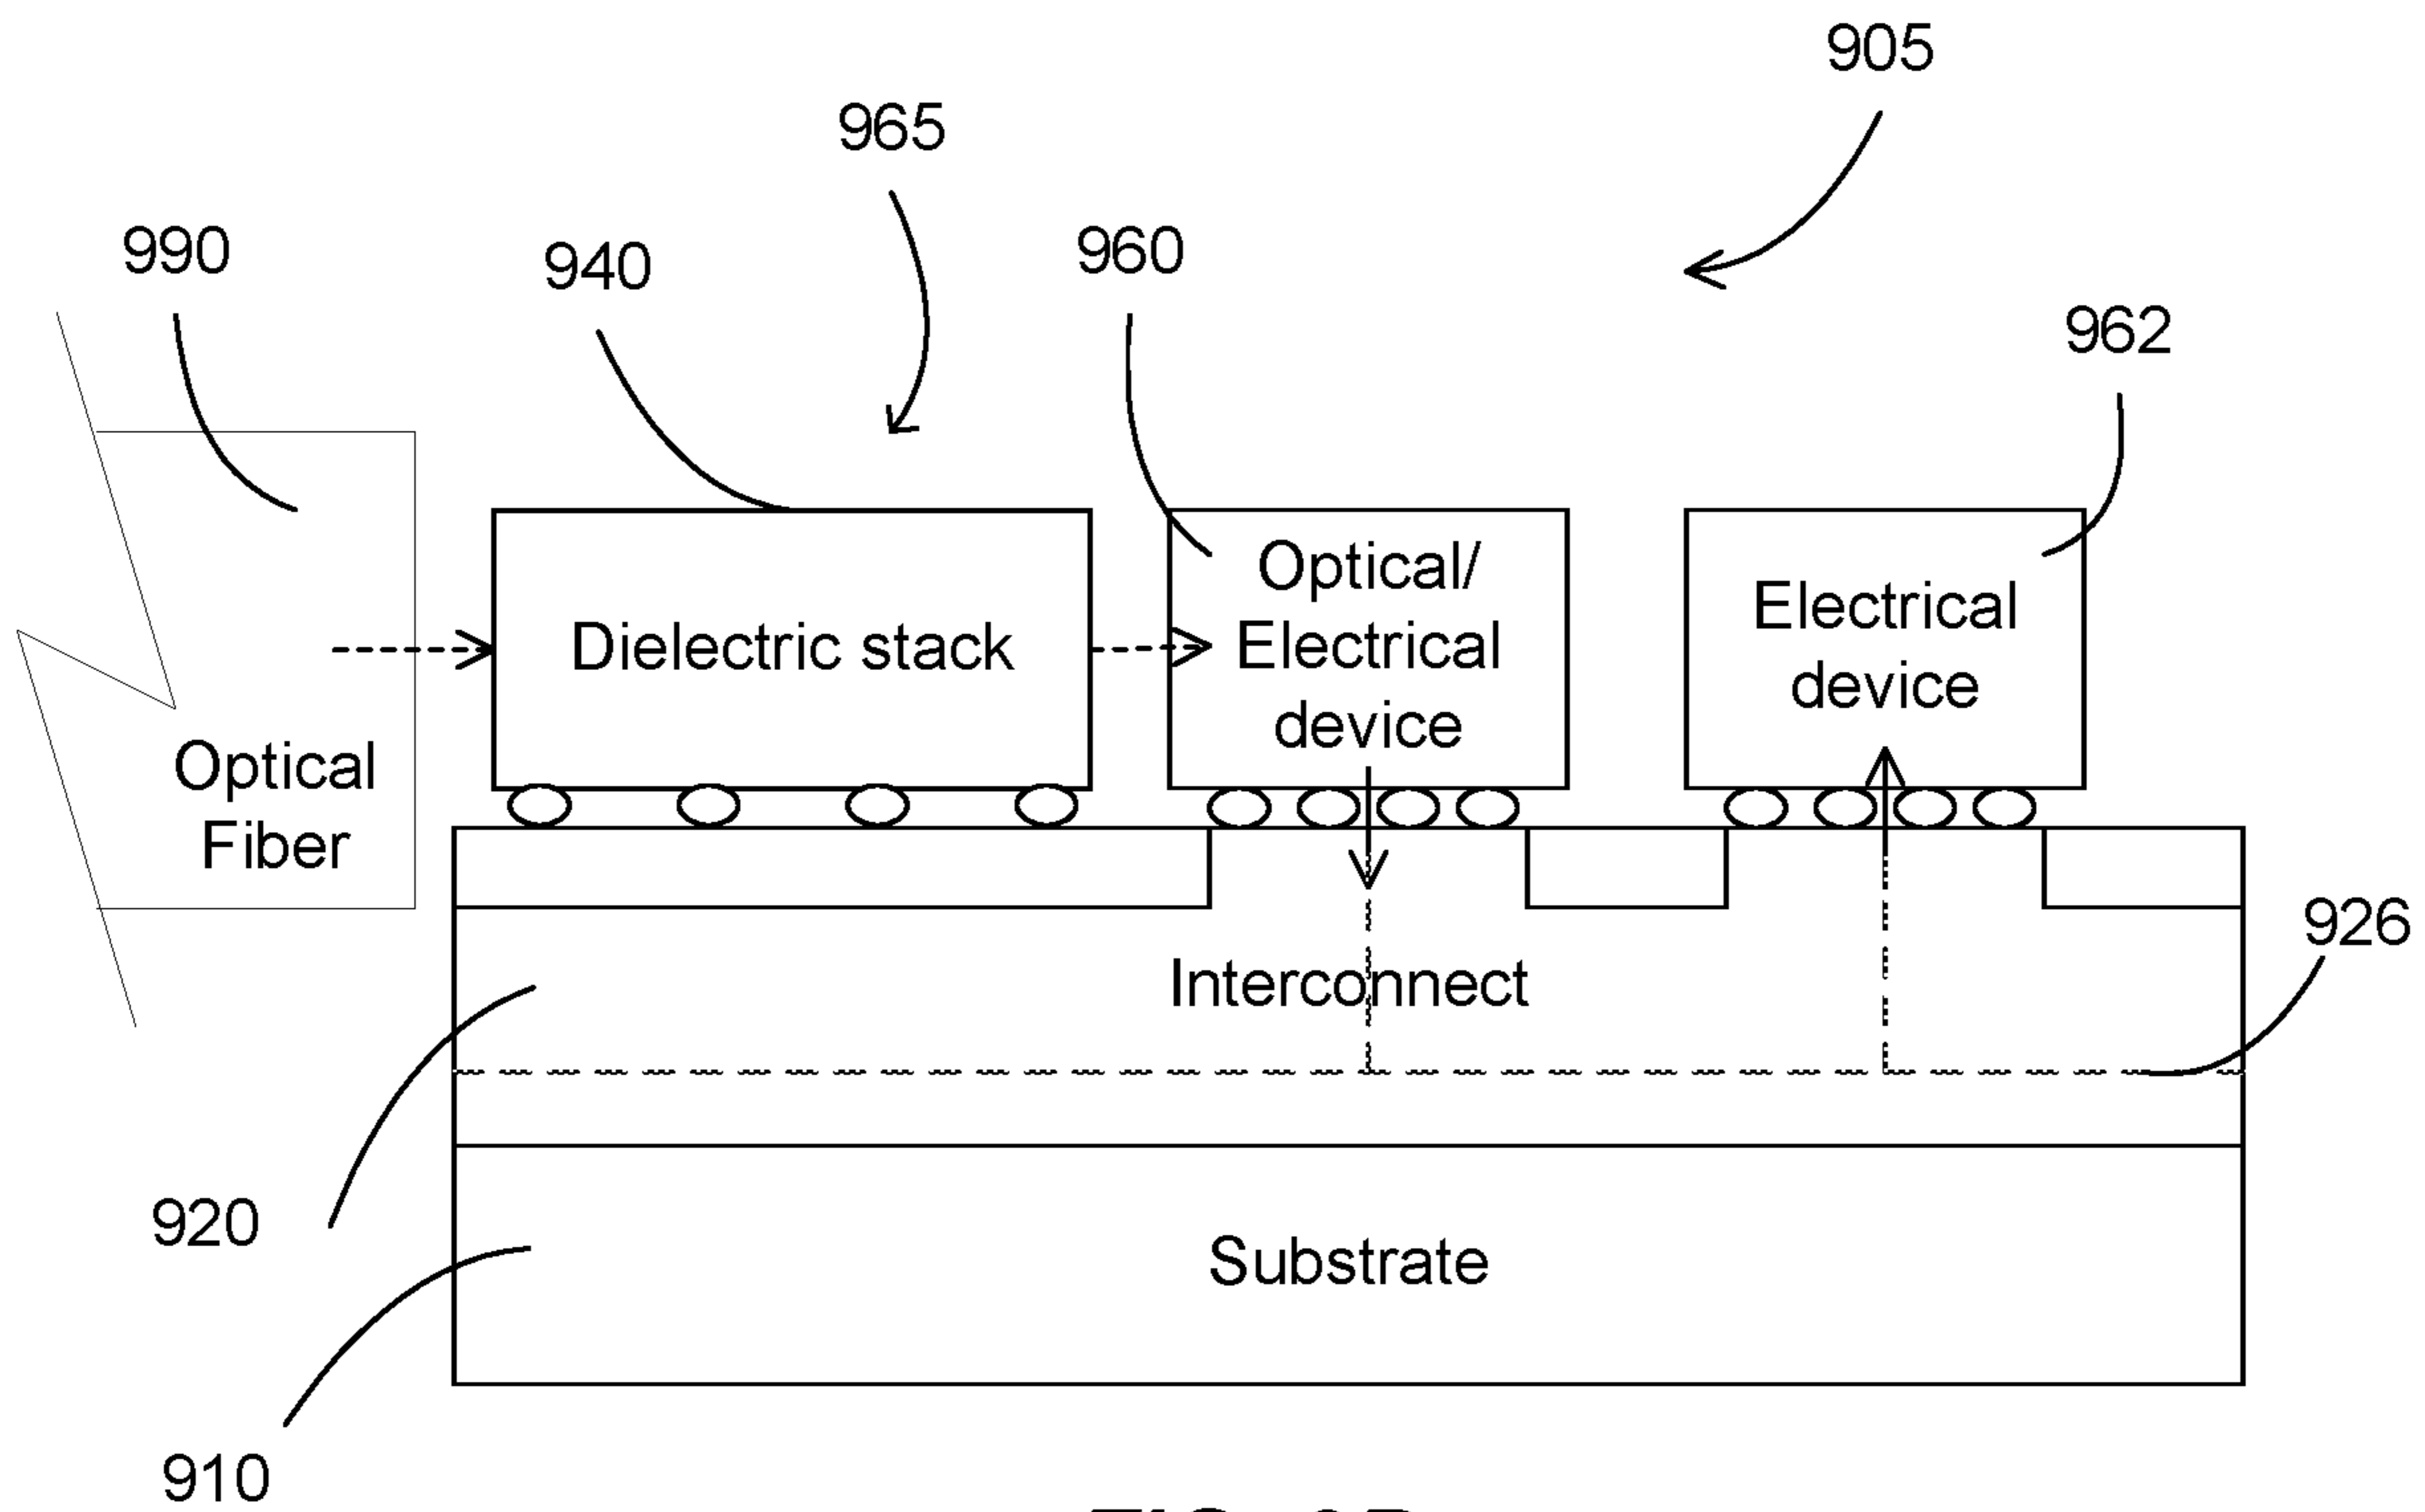 905
965
990
940
960
962
Optical/
Electrical
device
Electrical
device
Dielectric stack
Optical
Fiber
926
Interconnect
920
Substrate
910